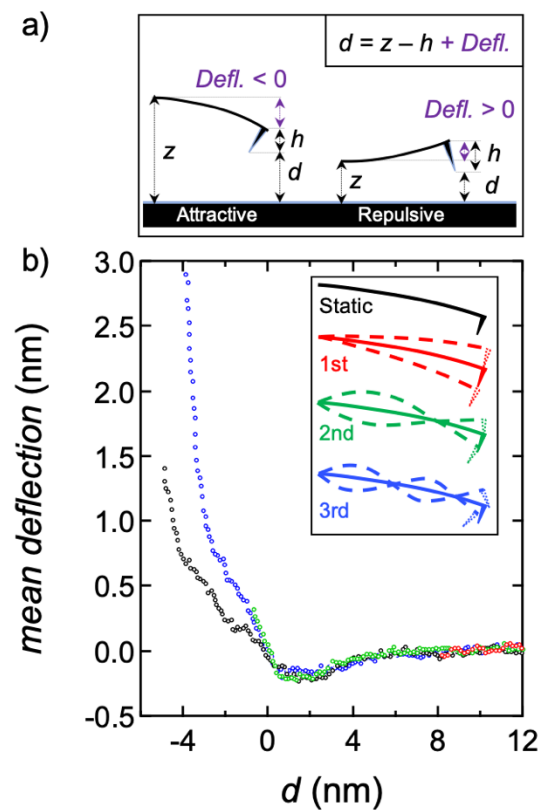 a)
d = z – h + Defl.
Defl. < 0
Defl. > 0
h
h
z
d
z
d
Attractive
Repulsive
b)
3.0
2.5
2.0
1.5
1.0
0.5
0.0
-0.5
mean deflection (nm)
Static
1st
2nd
3rd
-4
0
4
8
12
d (nm)